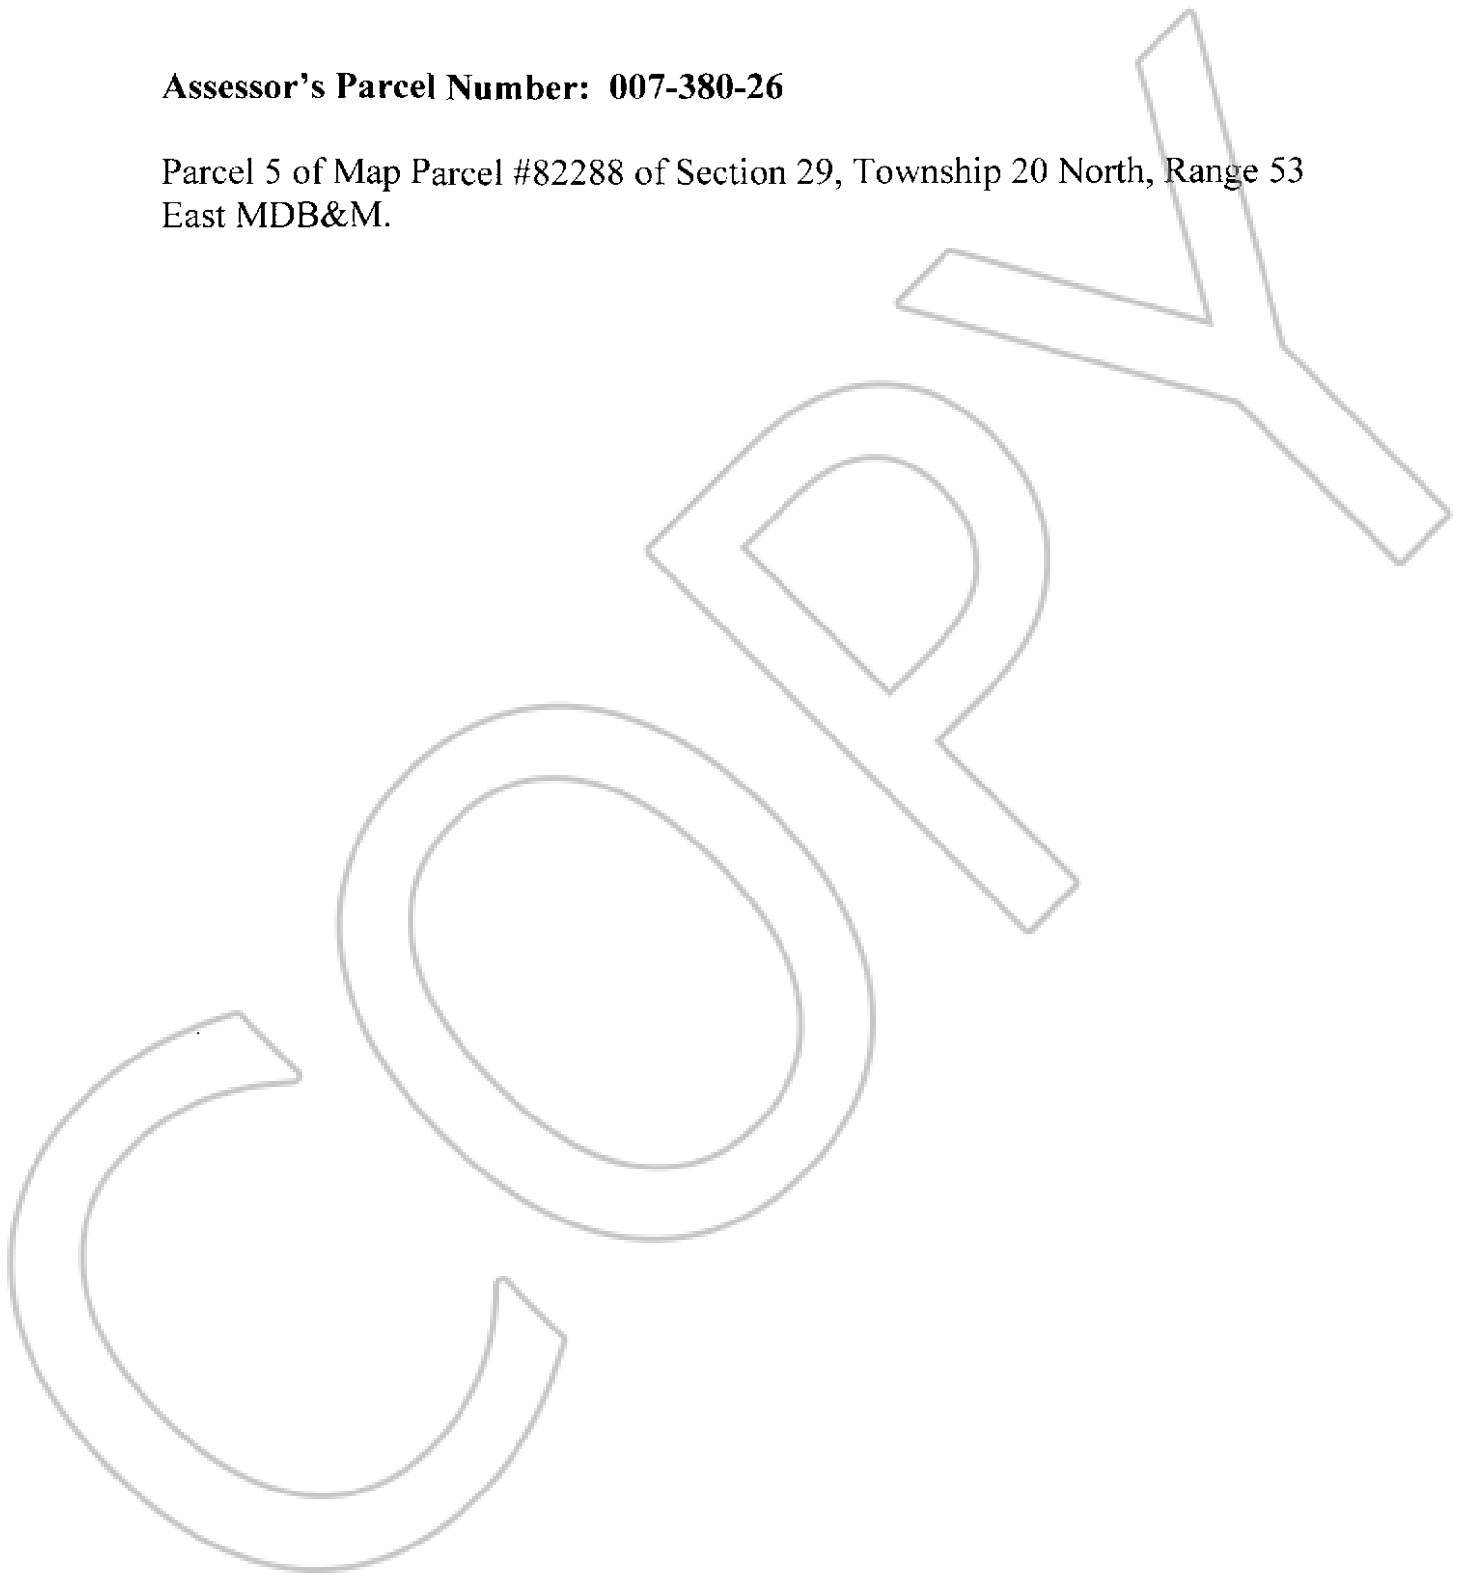 Assessor's Parcel Number: 007-380-26
Parcel 5 of Map Parcel #82288 of Section 29, Township 20 North, Range 53
East MDB&M.
COPY